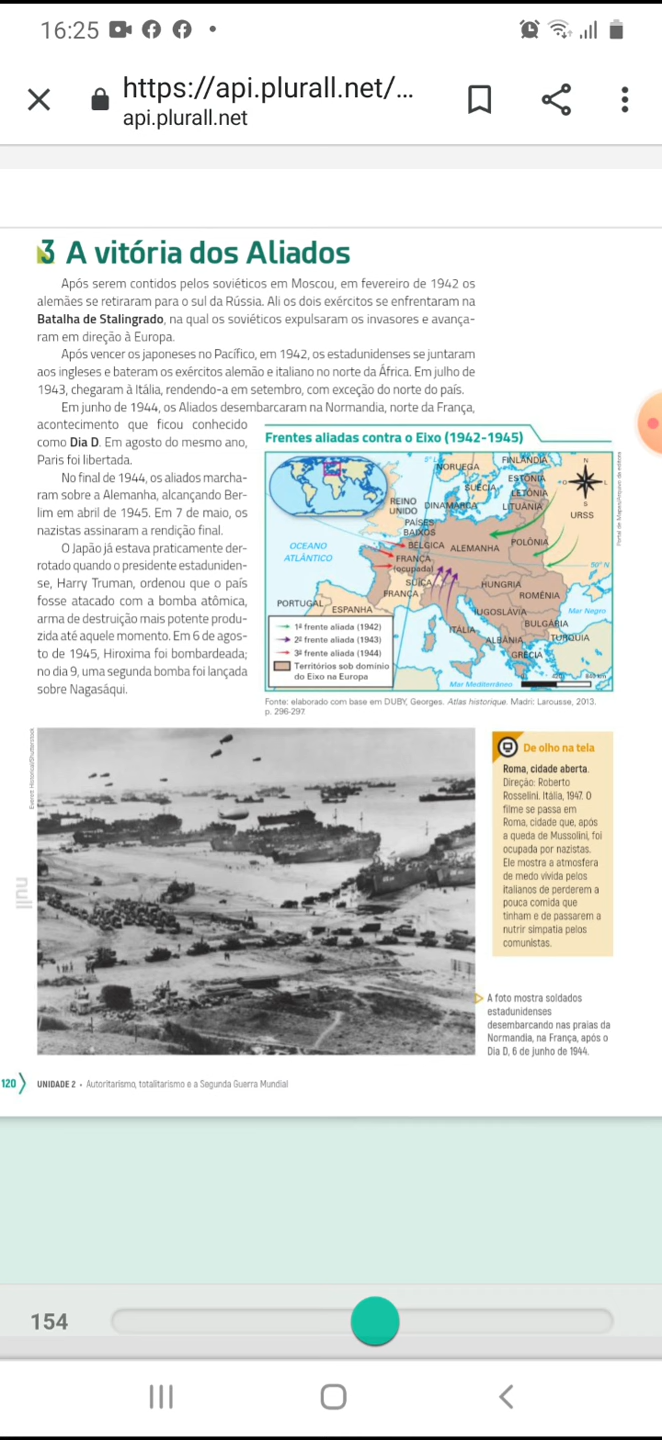 16:25
https://api.plurall.net/...
api.plurall.net
3 A vitória dos Aliados
Após serem contidos pelos soviéticos em Moscou, em fevereiro de 1942 os
alemães se retiraram para o sul da Rússia. Ali os dois exércitos se enfrentaram na
Batalha de Stalingrado, na qual os soviéticos expulsaram os invasores e avança-
ram em direção à Europa.
Após vencer os japoneses no Pacífico, em 1942, os estadunidenses se juntaram
aos ingleses e bateram os exércitos alemão e italiano no norte da África. Em julho de
1943, chegaram à Itália, rendendo-a em setembro, com exceção do norte do país.
Em junho de 1944, os Aliados desembarcaram na Normandia, norte da França,
acontecimento que ficou conhecido
como Dia D. Em agosto do mesmo ano,
Paris foi libertada.
No final de 1944, os aliados marcha-
ram sobre a Alemanha, alcançando Ber-
lim em abril de 1945. Em 7 de maio, os
nazistas assinaram a rendição final.
O Japão já estava praticamente der-
rotado quando o presidente estaduniden-
se, Harry Truman, ordenou que o país
fosse atacado com a bomba atômica,
arma de destruição mais potente produ-
zida até aquele momento. Em 6 de agos-
to de 1945, Hiroxima foi bombardeada;
no dia 9, uma segunda bomba foi lançada
sobre Nagasáqui.
Frentes aliadas contra o Eixo (1942-1945)
NORUEGA
FINLÂNDIA
SUÉCIA
ESTÔNIA
LETÔNIA
LITUÂNIA
REINO
UNIDO
DINAMARCA
URSS
N
O
L
S
PAÍSES
BAIXOS
BÉLGICA
ALEMANHA
POLÔNIA
OCEANO
ATLÂNTICO
FRANÇA
(ocupada)
SUÍÇA
50° N
FRANÇA
HUNGRIA
ROMÊNIA
PORTUGAL
ESPANHA
IUGOSLÁVIA
Mar Negro
BULGÁRIA
ITÁLIA
ALBÂNIA
TURQUIA
GRÉCIA
Mar Mediterrâneo
1ª frente aliada (1942)
2ª frente aliada (1943)
3ª frente aliada (1944)
Territórios sob domínio
do Eixo na Europa
Fonte: elaborado com base em DUBY, Georges. Atlas historique. Madri: Larousse, 2013.
p. 296-297.
De olho na tela
Roma, cidade aberta.
Direção: Roberto
Rosselini. Itália, 1947. O
filme se passa em
Roma, cidade que, após
a queda de Mussolini, foi
ocupada por nazistas.
Ele mostra a atmosfera
de medo vivida pelos
italianos de perderem a
pouca comida que
tinham e de passarem a
nutrir simpatia pelos
comunistas.
null
A foto mostra soldados
estadunidenses
desembarcando nas praias da
Normandia, na França, após o
Dia D, 6 de junho de 1944.
120
UNIDADE 2 • Autoritarismo, totalitarismo e a Segunda Guerra Mundial
154